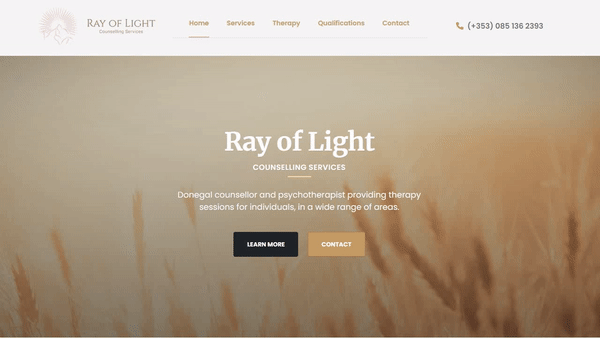 RAY OF LIGHT
Counselling Services
Home Services Therapy Qualifications Contact
(+353) 085 136 2393
Ray of Light
COUNSELLING SERVICES
Donegal counsellor and psychotherapist providing therapy
sessions for individuals, in a wide range of areas.
LEARN MORE CONTACT